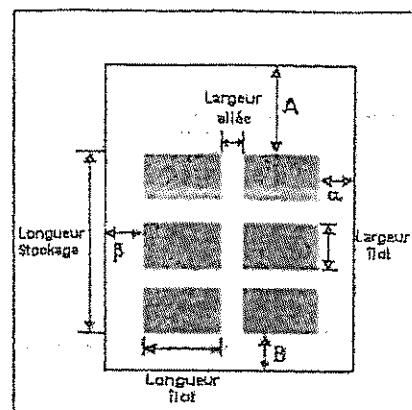 Largeur
allée
A
α
Longueur
Stockage
β
Largeur
îlot
B
Longueur
îlot